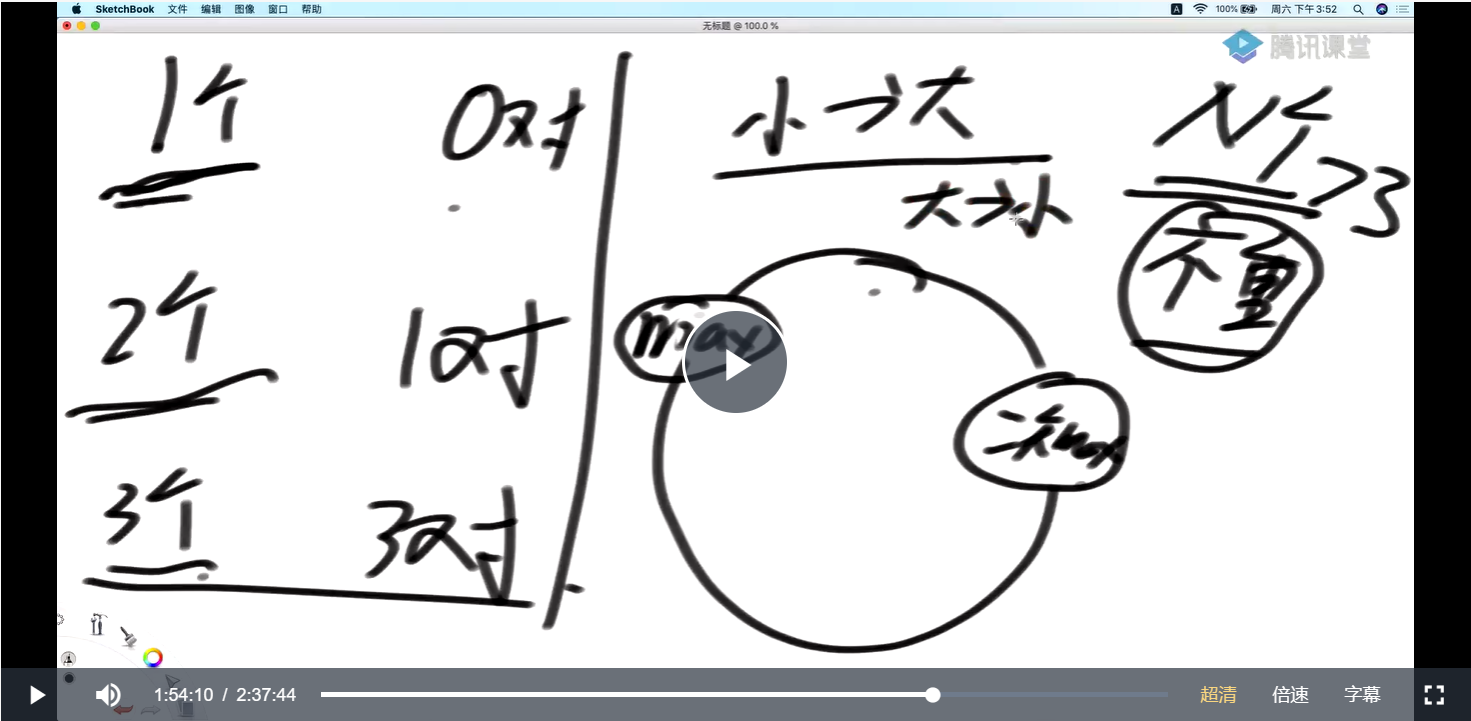 SketchBook 文件 编辑 图像 窗口 帮助
A 100% 周六 下午3:52
无标题 @ 100.0 %
腾讯课堂
1个 0对
小->大
N个
>3
大->小
不重
2个 1对
max
次max
3个 3对
1:54:10 / 2:37:44 超清 倍速 字幕